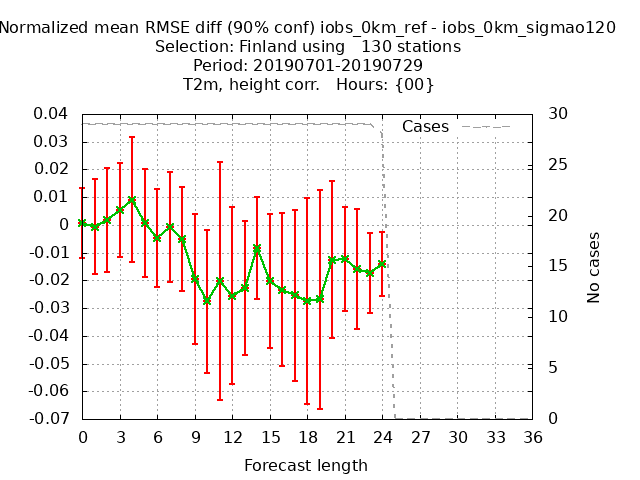 Normalized mean RMSE diff (90% conf) iobs_0km_ref - iobs_0km_sigmao120
Selection: Finland using   130 stations
Period: 20190701-20190729
T2m, height corr.   Hours: {00}
Cases
0.04
0.03
0.02
0.01
0
-0.01
-0.02
-0.03
-0.04
-0.05
-0.06
-0.07
30
25
20
15
10
5
0
No cases
0 3 6 9 12 15 18 21 24 27 30 33 36
Forecast length